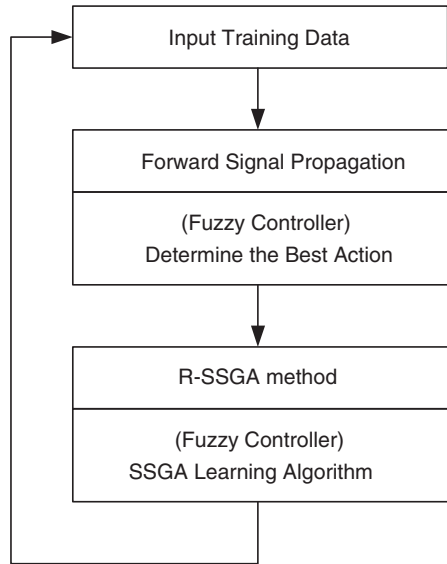 Input Training Data
Forward Signal Propagation
(Fuzzy Controller)
Determine the Best Action
R-SSGA method
(Fuzzy Controller)
SSGA Learning Algorithm